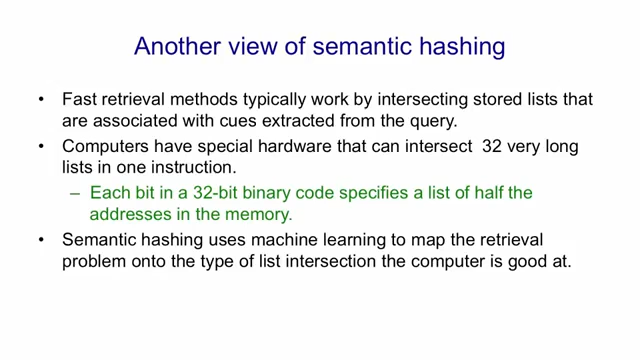 Another view of semantic hashing
• Fast retrieval methods typically work by intersecting stored lists that
are associated with cues extracted from the query.
• Computers have special hardware that can intersect 32 very long
lists in one instruction.
– Each bit in a 32-bit binary code specifies a list of half the
addresses in the memory.
• Semantic hashing uses machine learning to map the retrieval
problem onto the type of list intersection the computer is good at.